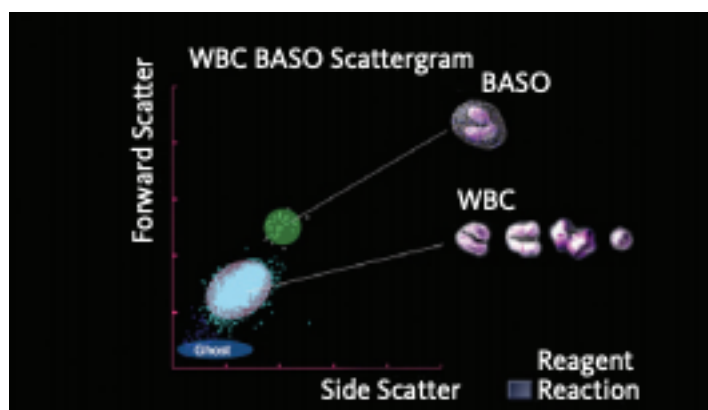 WBC BASO Scattergram
BASO
Forward Scatter
WBC
Ghost
Side Scatter
Reagent
Reaction